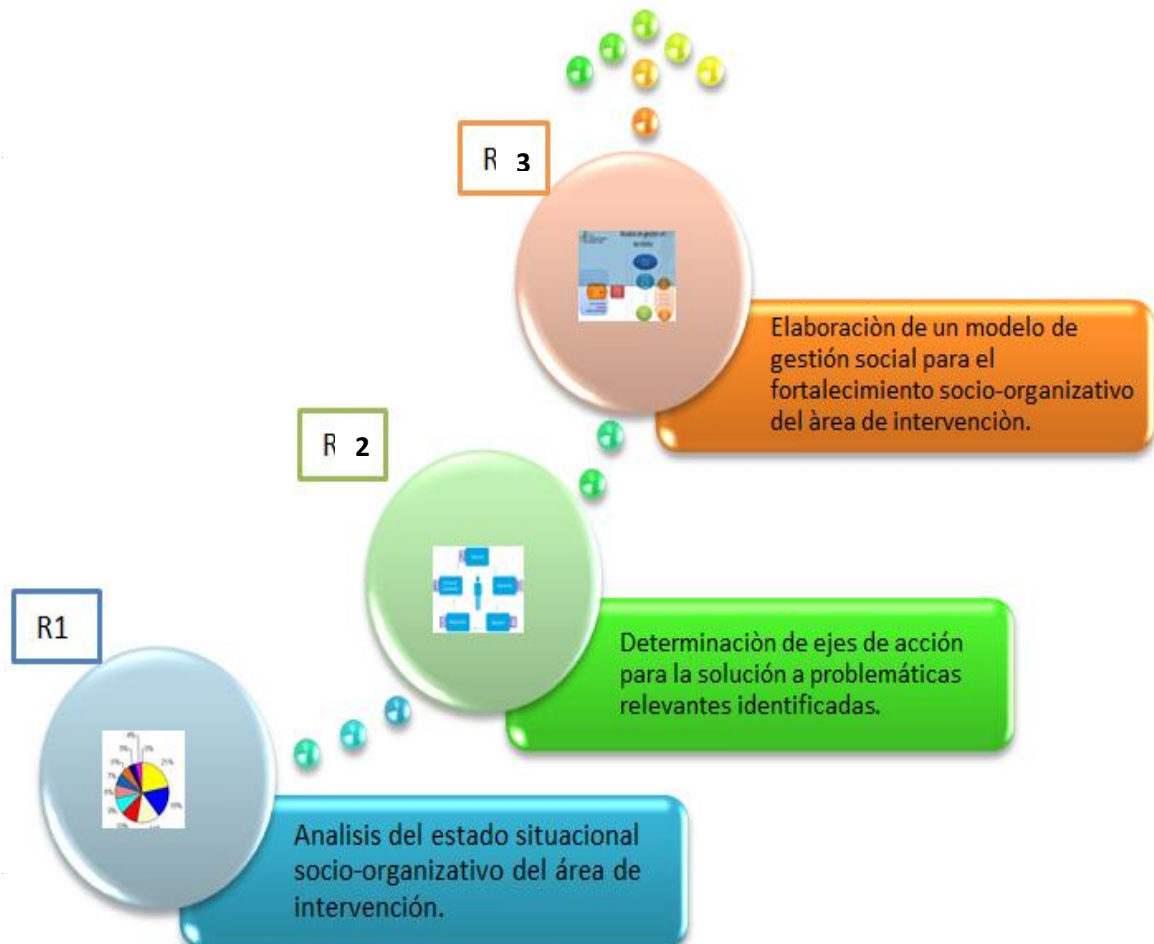 R 3
Elaboraciòn de un modelo de
gestión social para el
fortalecimiento socio-organizativo
del àrea de intervenciòn.
R 2
Determinaciòn de ejes de acción
para la solución a problemáticas
relevantes identificadas.
R1
4%
21%
Analisis del estado situacional
socio-organizativo del área de
intervención.